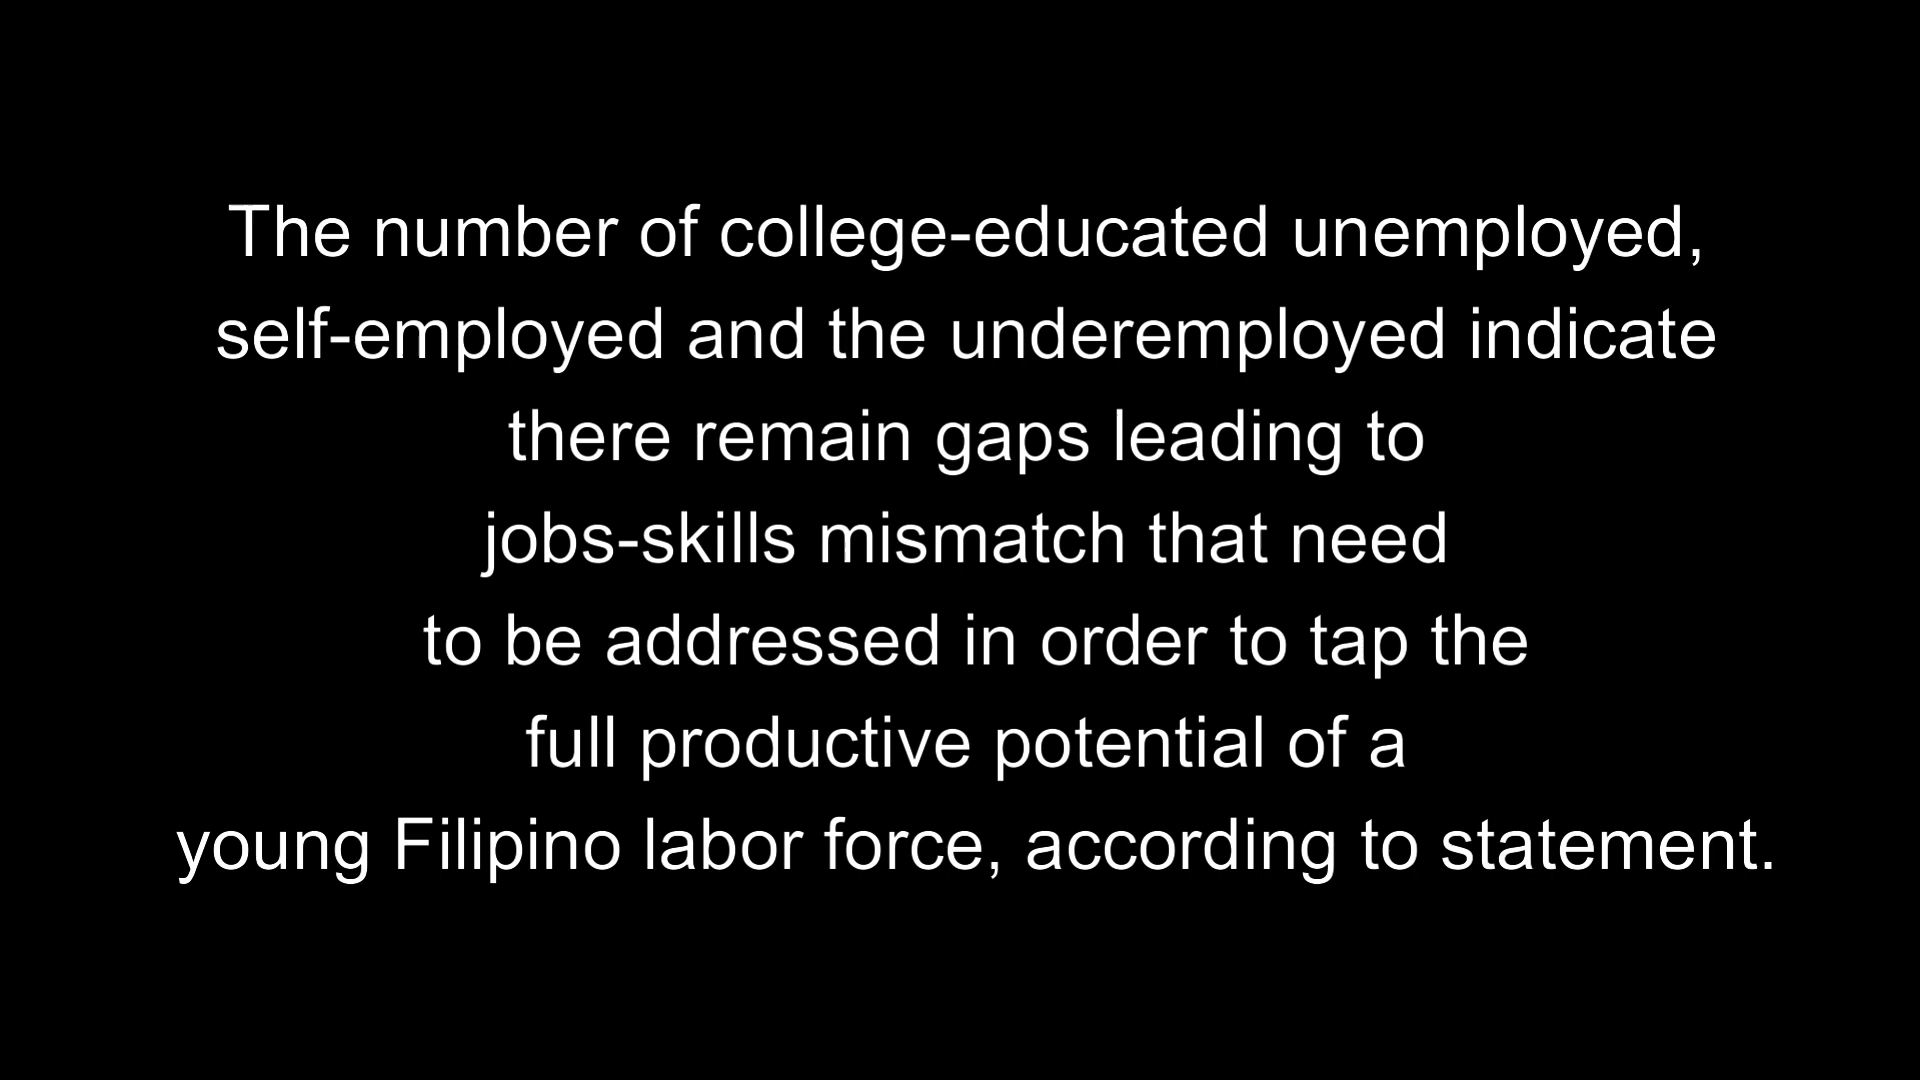 The number of college-educated unemployed,
self-employed and the underemployed indicate
there remain gaps leading to
jobs-skills mismatch that need
to be addressed in order to tap the
full productive potential of a
young Filipino labor force, according to statement.